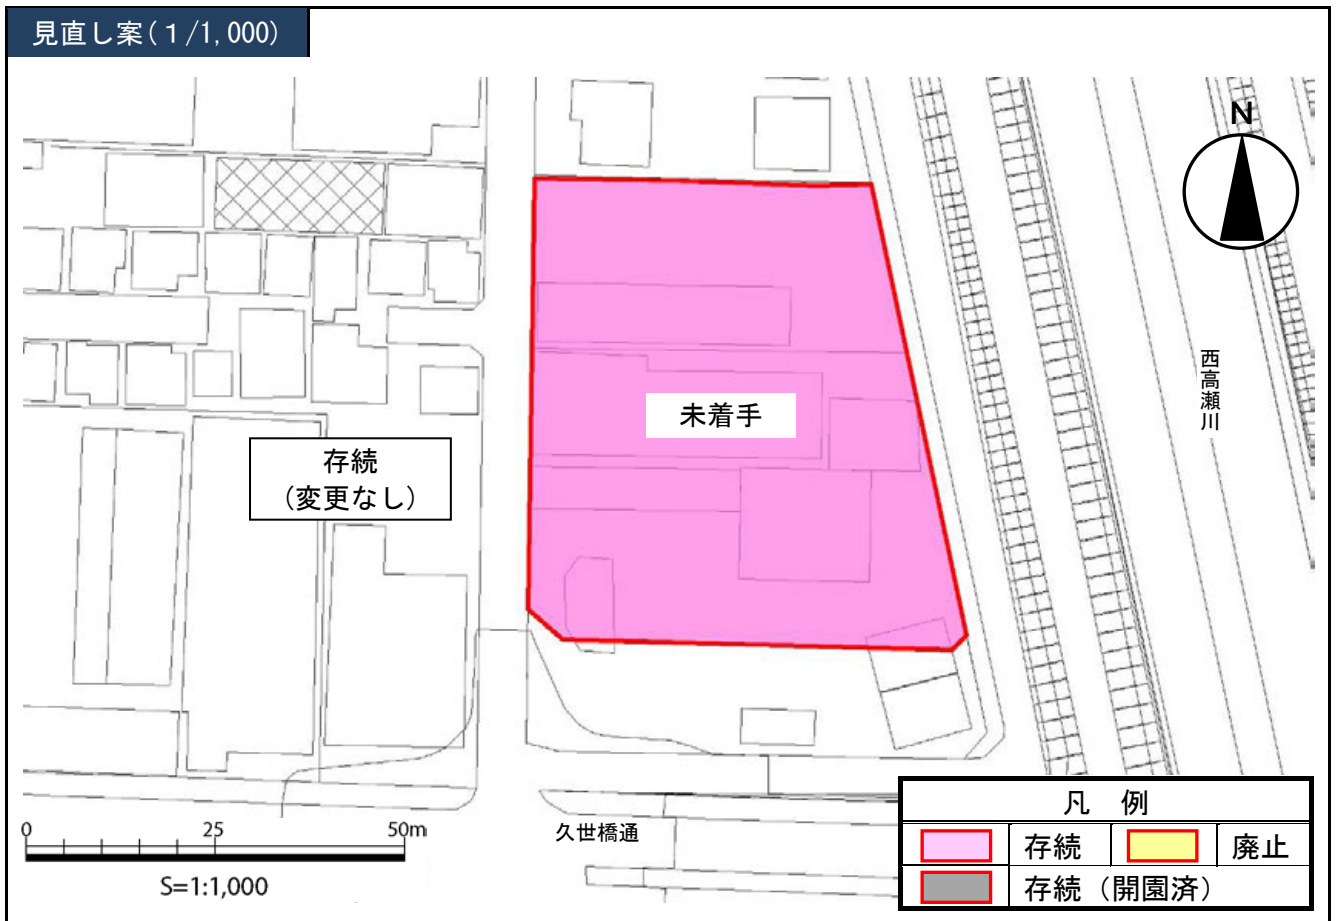 見直し案(1/1,000)
N
西高瀬川
未着手
存続
（変更なし）
久世橋通
0 25 50m
S=1:1,000
凡 例
存続 廃止
存続（開園済）